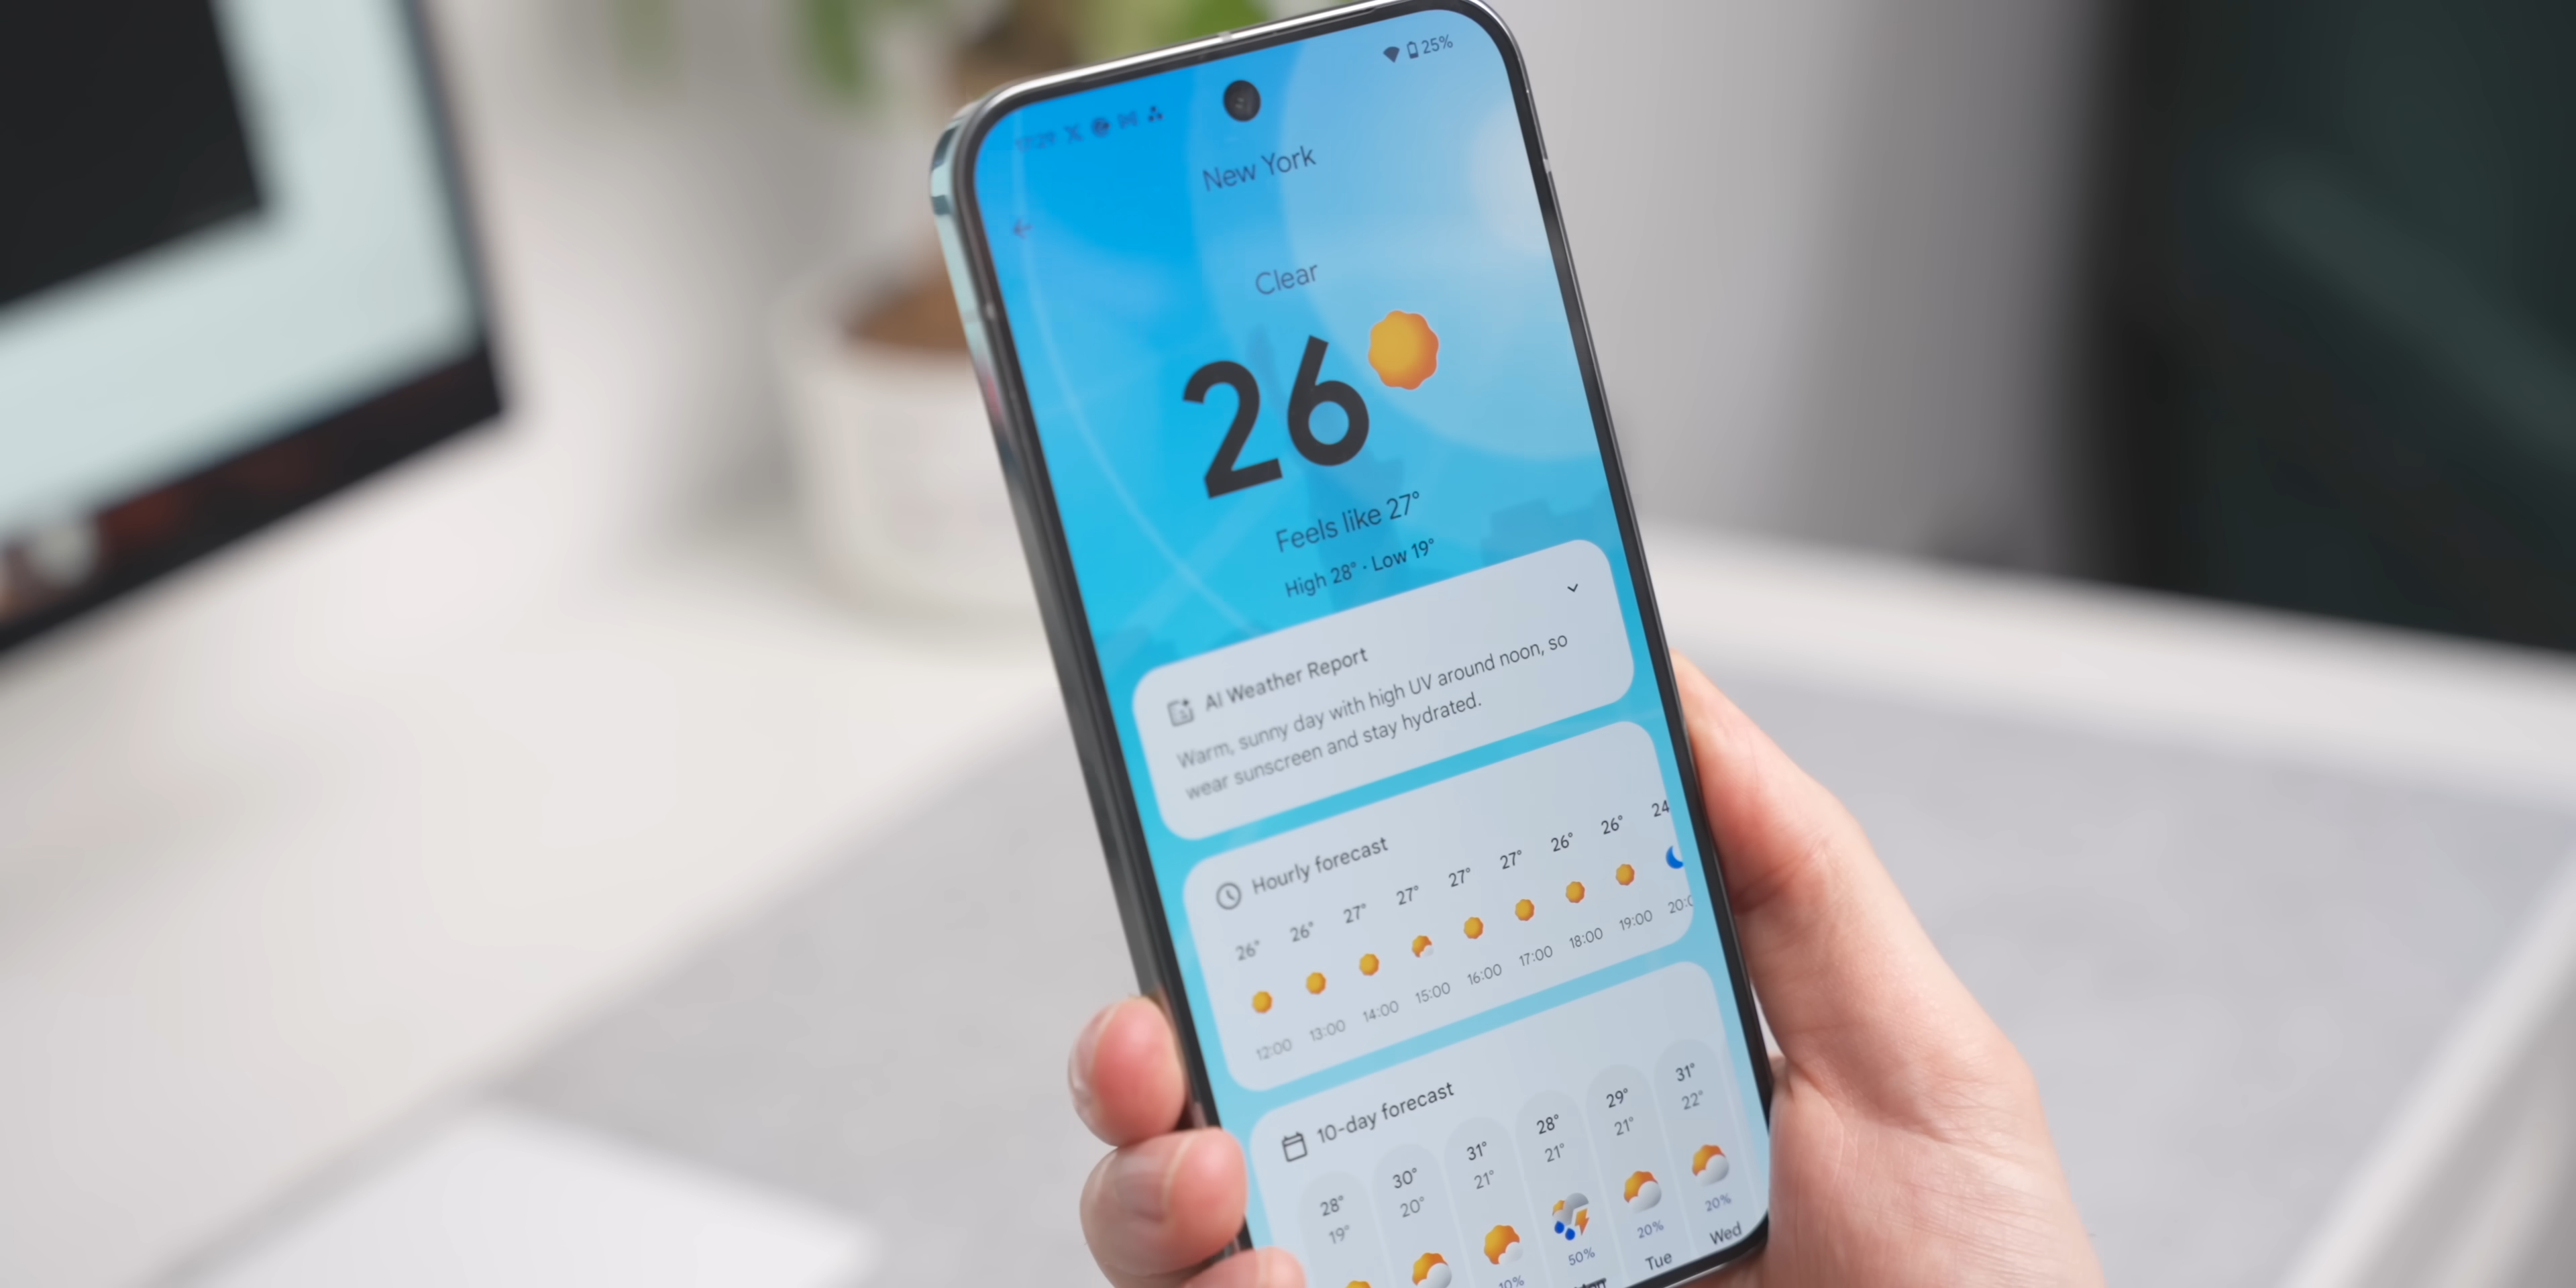 25%
New York
Clear
26
Feels like 27°
High 28° · Low 19°
AI Weather Report
Warm, sunny day with high UV around noon, so
wear sunscreen and stay hydrated.
Hourly forecast
26° 26° 27° 27° 27° 27° 26° 26° 24
12:00 13:00 14:00 15:00 16:00 17:00 18:00 19:00
10-day forecast
28° 30° 31° 28° 29° 31°
19° 20° 21° 21° 21° 22°
10% 50% 20% 20%
Tue Wed